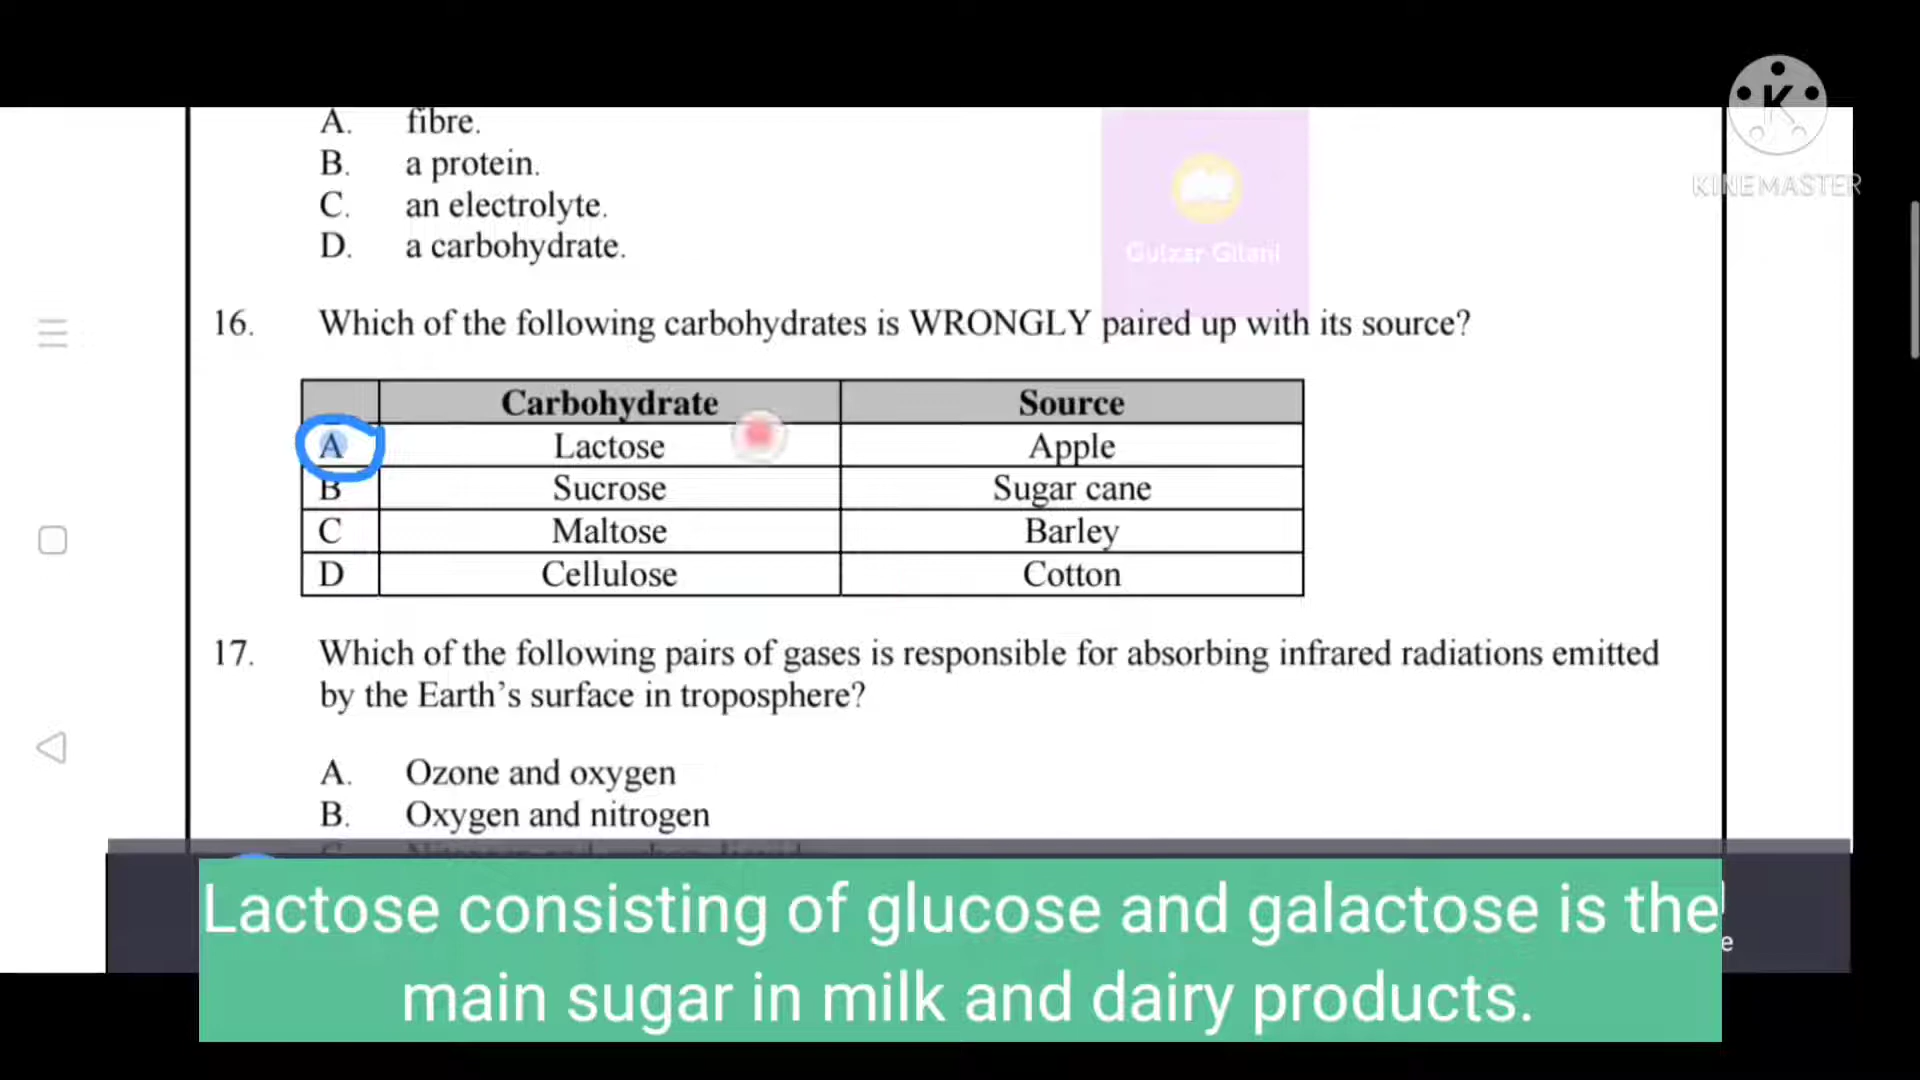 KINEMASTER
A. fibre.
B. a protein.
C. an electrolyte.
D. a carbohydrate.
Gulzar Gilani
16. Which of the following carbohydrates is WRONGLY paired up with its source?
Carbohydrate Source
A Lactose Apple
B Sucrose Sugar cane
C Maltose Barley
D Cellulose Cotton
17. Which of the following pairs of gases is responsible for absorbing infrared radiations emitted
by the Earth's surface in troposphere?
A. Ozone and oxygen
B. Oxygen and nitrogen
Lactose consisting of glucose and galactose is the
main sugar in milk and dairy products.